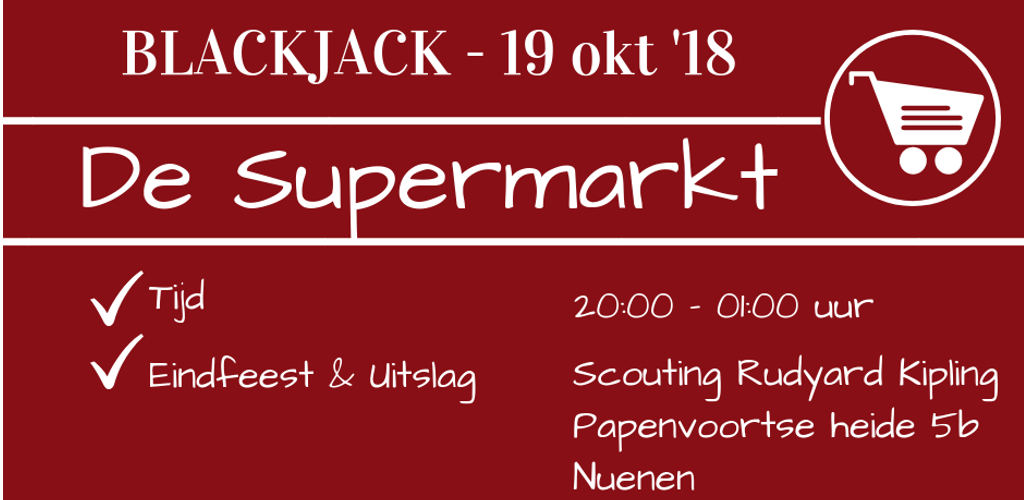 BLACKJACK - 19 okt '18
De Supermarkt
Tijd
20:00 - 01:00 uur
Eindfeest & Uitslag
Scouting Rudyard Kipling
Papenvoortse heide 5b
Nuenen